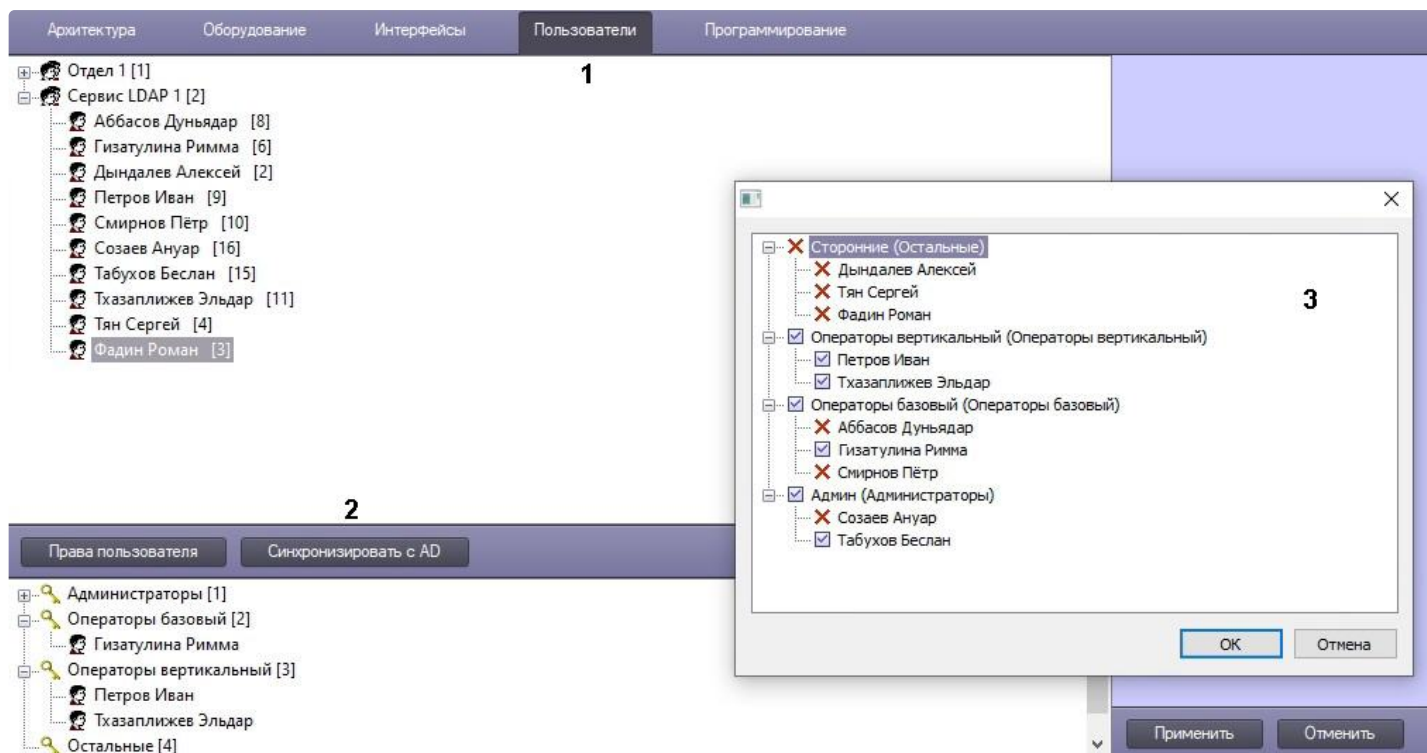 Архитектура Оборудование Интерфейсы Пользователи Программирование
1
Отдел 1 [1]
Сервис LDAP 1 [2]
Аббасов Дуньядар [8]
Гизатулина Римма [6]
Дындалев Алексей [2]
Петров Иван [9]
Смирнов Пётр [10]
Созаев Ануар [16]
Табухов Беслан [15]
Тхазаплижев Эльдар [11]
Тян Сергей [4]
Фадин Роман [3]
2
Права пользователя Синхронизировать с AD
Администраторы [1]
Операторы базовый [2]
Гизатулина Римма
Операторы вертикальный [3]
Петров Иван
Тхазаплижев Эльдар
Остальные [4]
Сторонние (Остальные)
Дындалев Алексей
Тян Сергей
3
Фадин Роман
Операторы вертикальный (Операторы вертикальный)
Петров Иван
Тхазаплижев Эльдар
Операторы базовый (Операторы базовый)
Аббасов Дуньядар
Гизатулина Римма
Смирнов Пётр
Админ (Администраторы)
Созаев Ануар
Табухов Беслан
OK Отмена
Применить Отменить